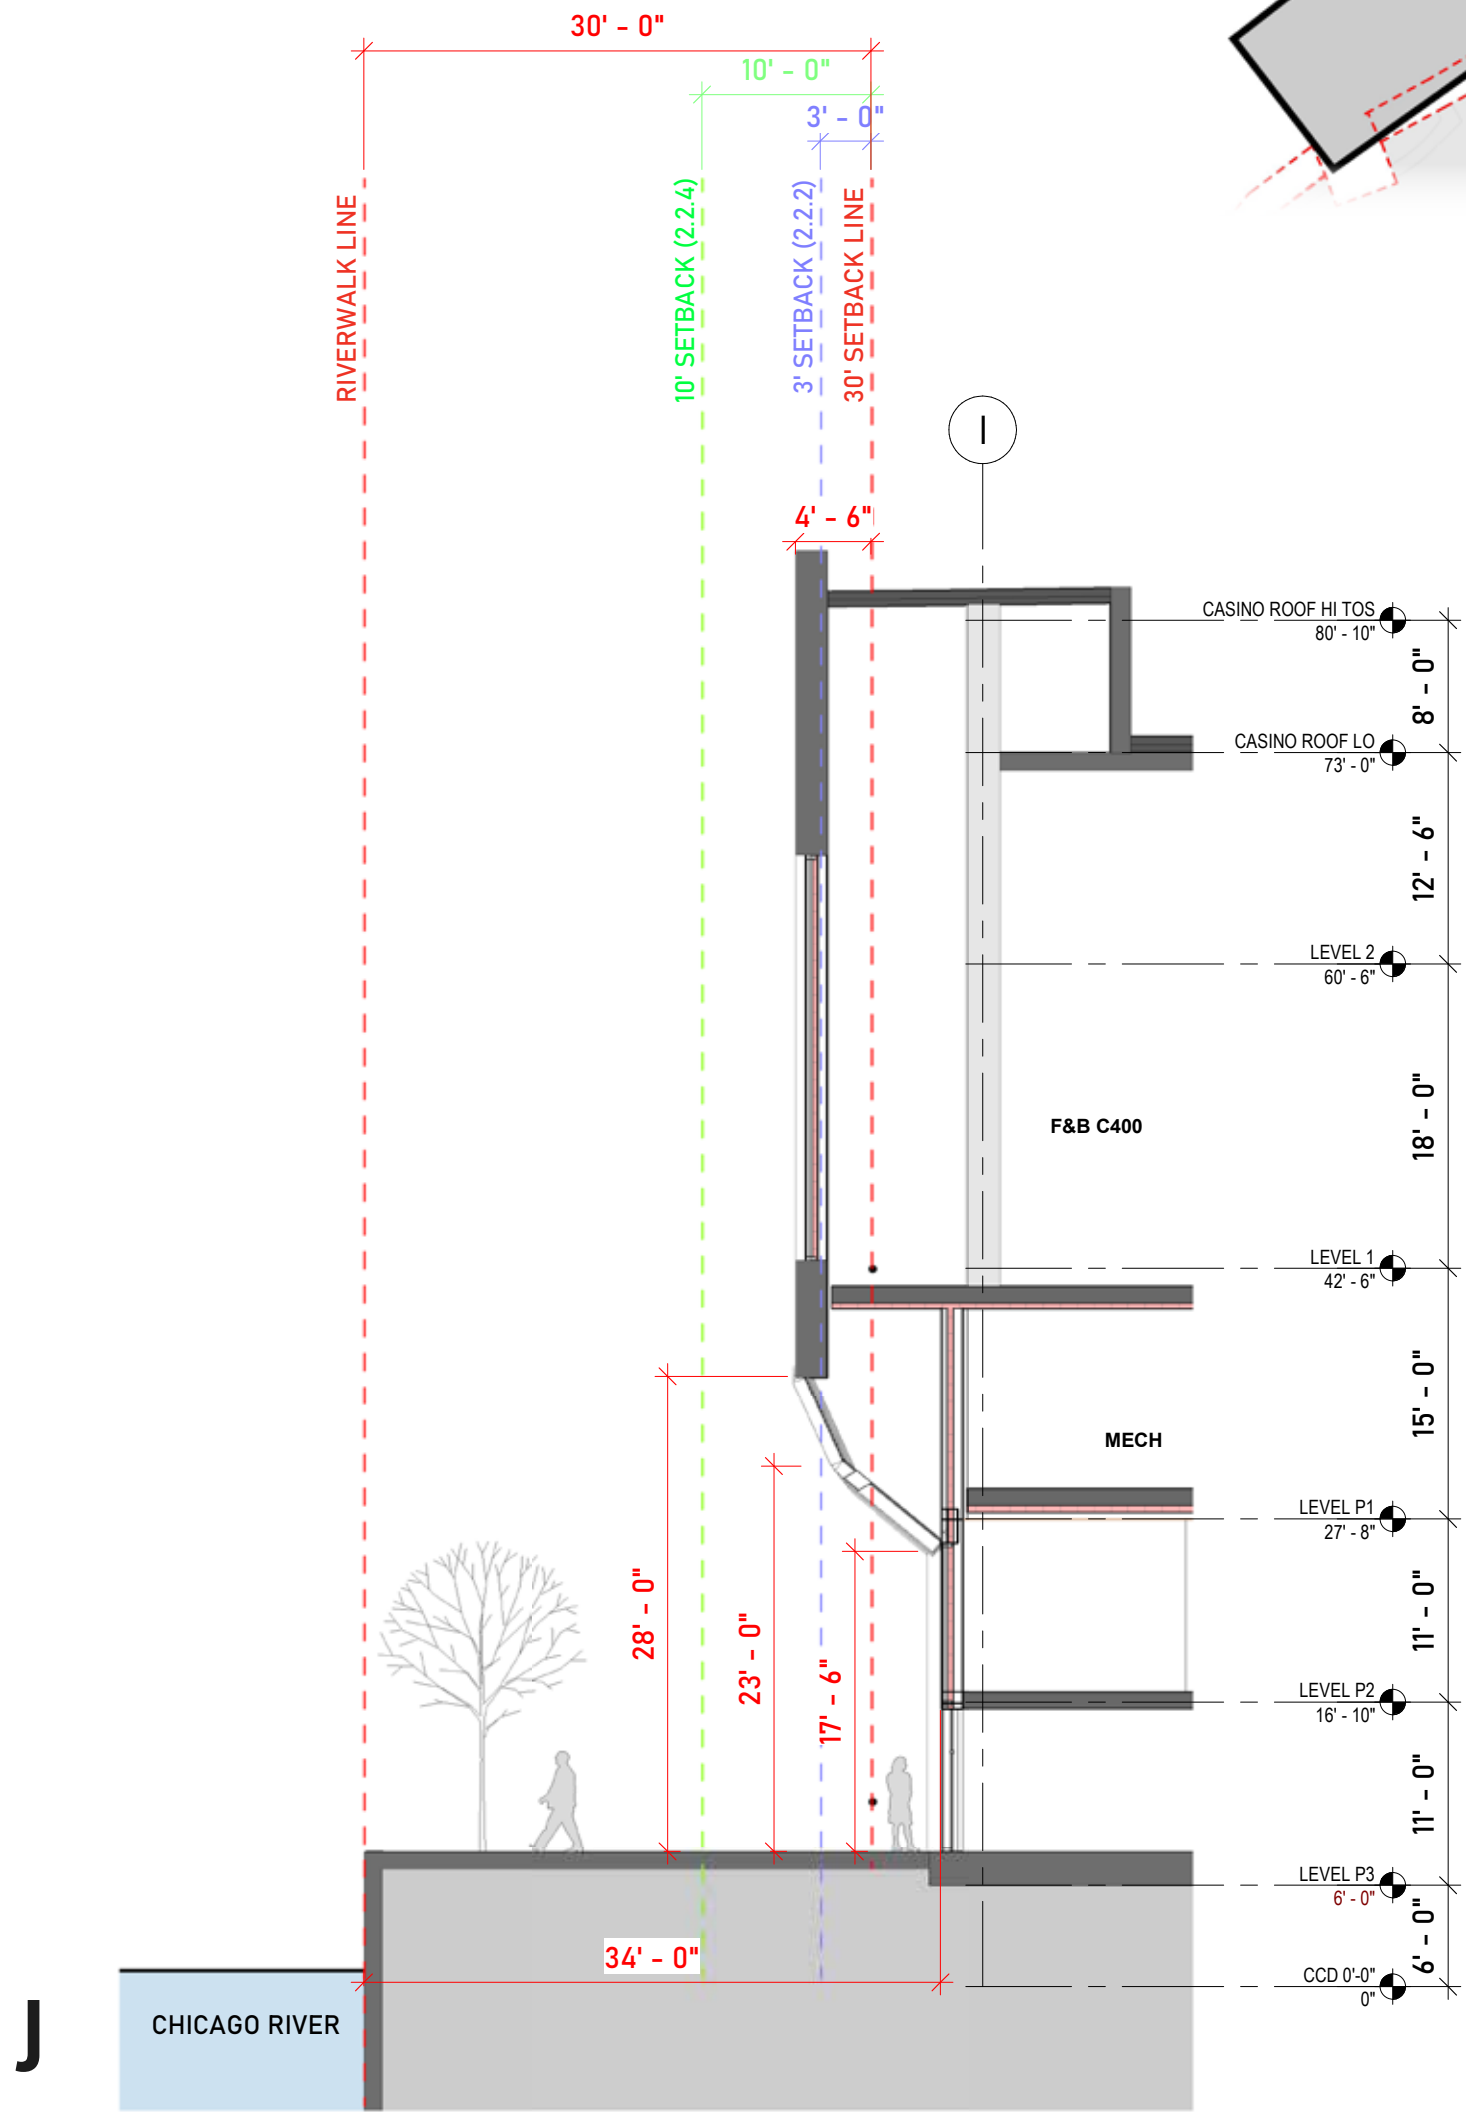 30' - 0"
10' - 0"
3' - 0"
RIVERWALK LINE
10' SETBACK (2.2.4)
3' SETBACK (2.2.2)
30' SETBACK LINE
I
4' - 6"
CASINO ROOF HI TOS
80' - 10"
8' - 0"
CASINO ROOF LO
73' - 0"
12' - 6"
LEVEL 2
60' - 6"
F&B C400
18' - 0"
LEVEL 1
42' - 6"
15' - 0"
MECH
LEVEL P1
27' - 8"
28' - 0"
23' - 0"
17' - 6"
11' - 0"
LEVEL P2
16' - 10"
11' - 0"
LEVEL P3
6' - 0"
6' - 0"
34' - 0"
CCD 0'-0"
0"
CHICAGO RIVER
J